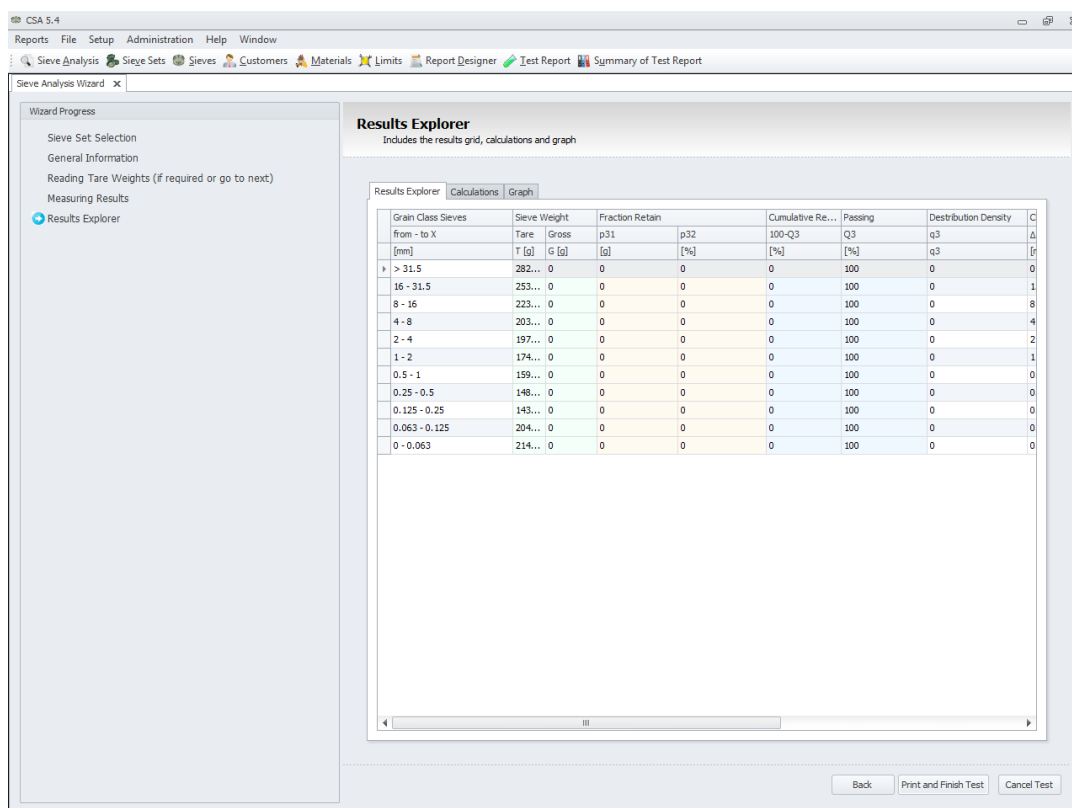 CSA 5.4
Reports File Setup Administration Help Window
Sieve Analysis Sieve Sets Sieves Customers Materials Limits Report Designer Test Report Summary of Test Report
Sieve Analysis Wizard
Wizard Progress
Sieve Set Selection
General Information
Reading Tare Weights (if required or go to next)
Measuring Results
Results Explorer
Results Explorer
Includes the results grid, calculations and graph
Results Explorer Calculations Graph
Grain Class Sieves Sieve Weight Fraction Retain Cumulative Re... Passing Destribution Density C
from - to X Tare Gross p31 p32 100-Q3 Q3 q3 Δ
[mm] T [g] G [g] [g] [%] [%] [%] q3
> 31.5 282... 0 0 0 0 100 0 0
16 - 31.5 253... 0 0 0 0 100 0 1
8 - 16 223... 0 0 0 0 100 0 8
4 - 8 203... 0 0 0 0 100 0 4
2 - 4 197... 0 0 0 0 100 0 2
1 - 2 174... 0 0 0 0 100 0 1
0.5 - 1 159... 0 0 0 0 100 0 0
0.25 - 0.5 148... 0 0 0 0 100 0 0.
0.125 - 0.25 143... 0 0 0 0 100 0 0.
0.063 - 0.125 204... 0 0 0 0 100 0 0.
0 - 0.063 214... 0 0 0 0 100 0 0.
Back Print and Finish Test Cancel Test